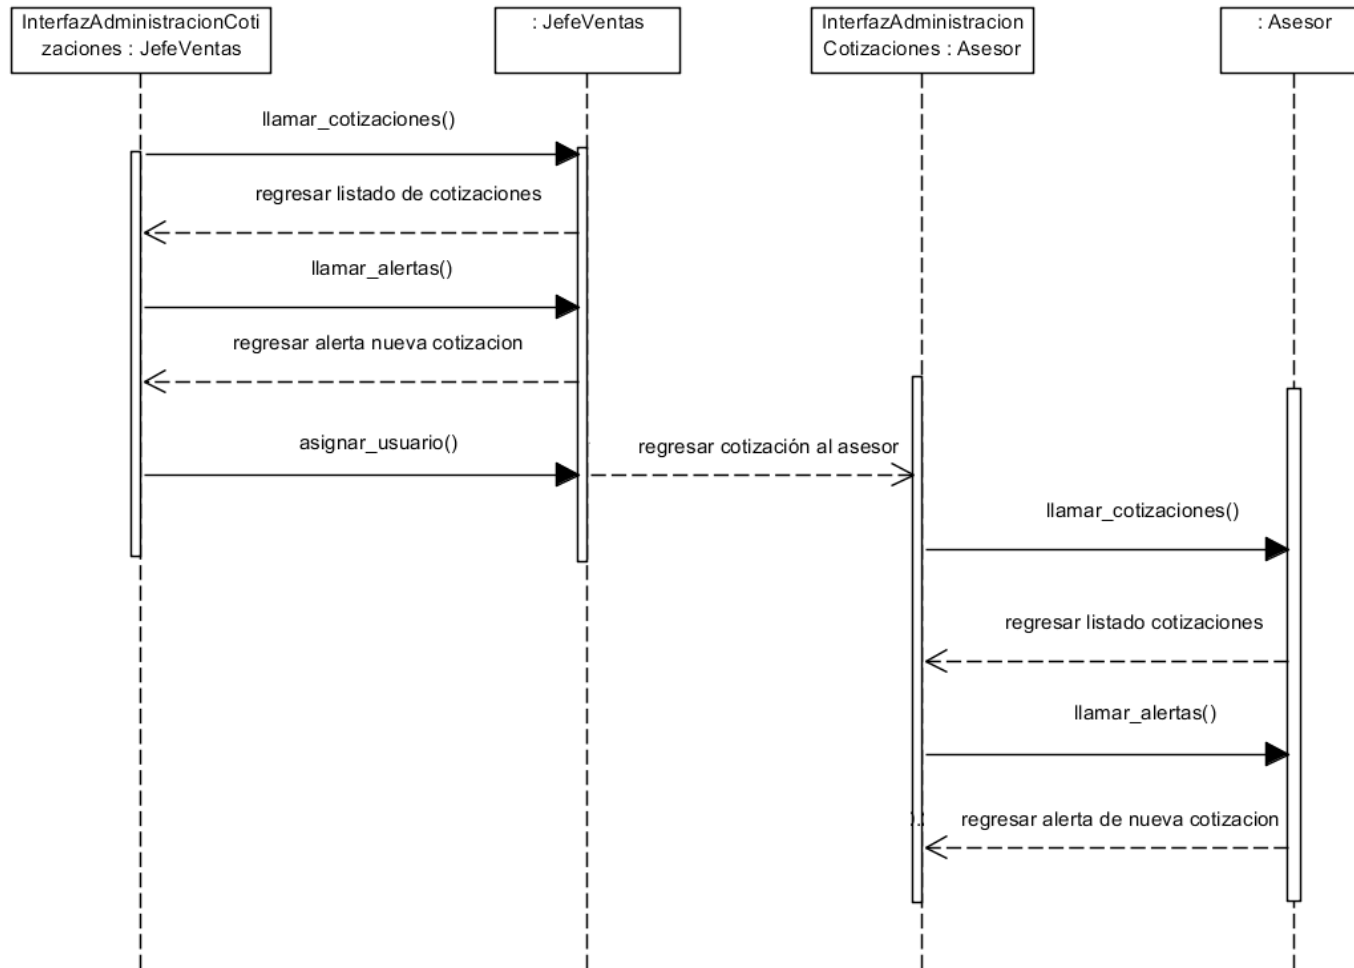 InterfazAdministracionCoti
zaciones : JefeVentas
: JefeVentas
InterfazAdministracion
Cotizaciones : Asesor
: Asesor
llamar_cotizaciones()
regresar listado de cotizaciones
llamar_alertas()
regresar alerta nueva cotizacion
asignar_usuario()
regresar cotización al asesor
llamar_cotizaciones()
regresar listado cotizaciones
llamar_alertas()
regresar alerta de nueva cotizacion